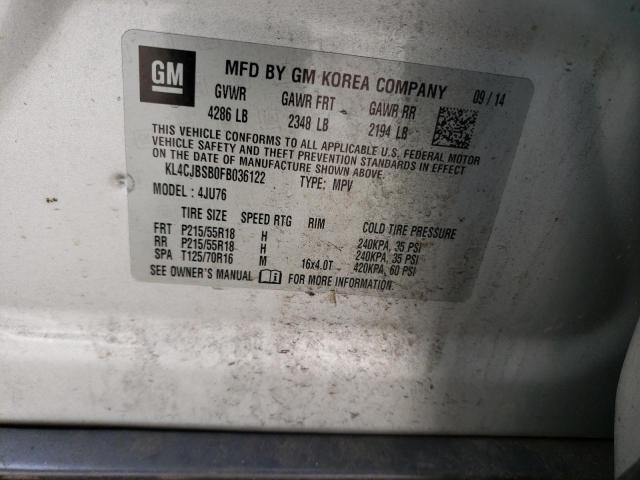 GM
MFD BY GM KOREA COMPANY 09/14
GVWR GAWR FRT GAWR RR
4286 LB 2348 LB 2194 LB
THIS VEHICLE CONFORMS TO ALL APPLICABLE U.S. FEDERAL MOTOR
VEHICLE SAFETY AND THEFT PREVENTION STANDARDS IN EFFECT
ON THE DATE OF MANUFACTURE SHOWN ABOVE.
KL4CJBSB0FB036122 TYPE: MPV
MODEL: 4JU76
TIRE SIZE SPEED RTG RIM COLD TIRE PRESSURE
FRT P215/55R18 H 240KPA, 35 PSI
RR P215/55R18 H 240KPA, 35 PSI
SPA T125/70R16 M 16x4.0T 420KPA, 60 PSI
SEE OWNER'S MANUAL FOR MORE INFORMATION